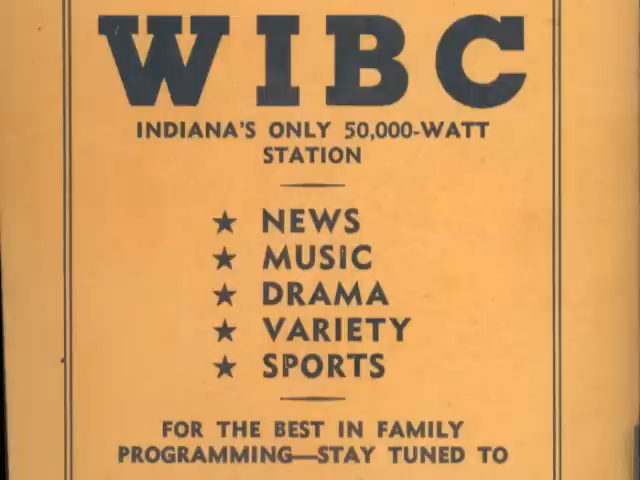 WIBC
INDIANA'S ONLY 50,000-WATT
STATION
★ NEWS
★ MUSIC
★ DRAMA
★ VARIETY
★ SPORTS
FOR THE BEST IN FAMILY
PROGRAMMING—STAY TUNED TO